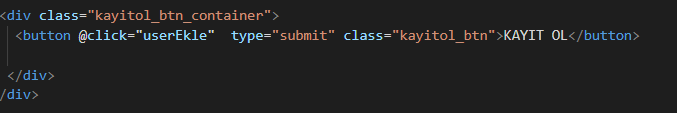 <div class="kayitol_btn_container">
<button @click="userEkle"  type="submit" class="kayitol_btn">KAYIT OL</button>
</div>
/div>